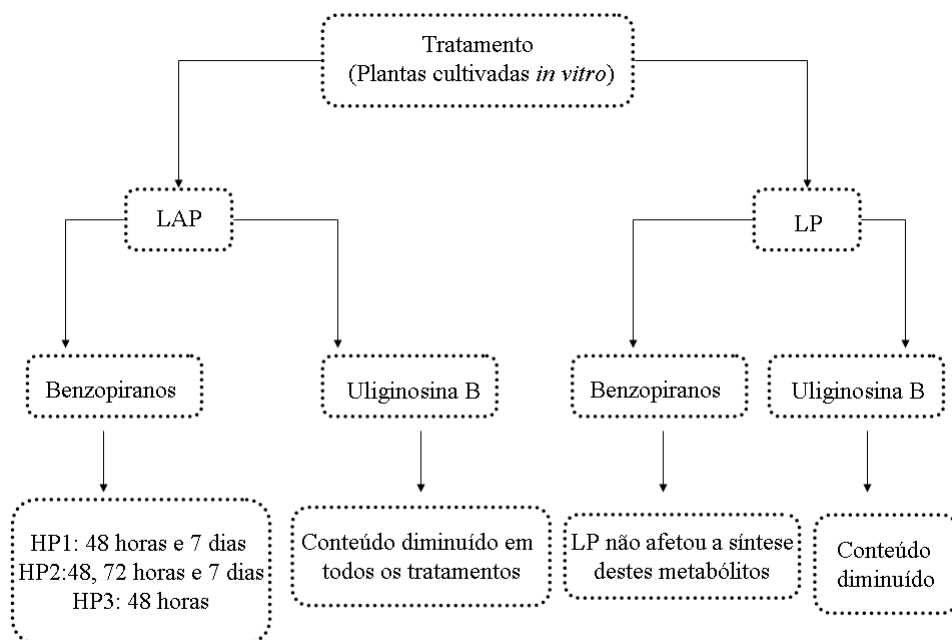 Tratamento
(Plantas cultivadas in vitro)
LAP
LP
Benzopiranos
Uliginosina B
Benzopiranos
Uliginosina B
HP1: 48 horas e 7 dias
HP2:48, 72 horas e 7 dias
HP3: 48 horas
Conteúdo diminuído em
todos os tratamentos
LP não afetou a síntese
destes metabólitos
Conteúdo
diminuído